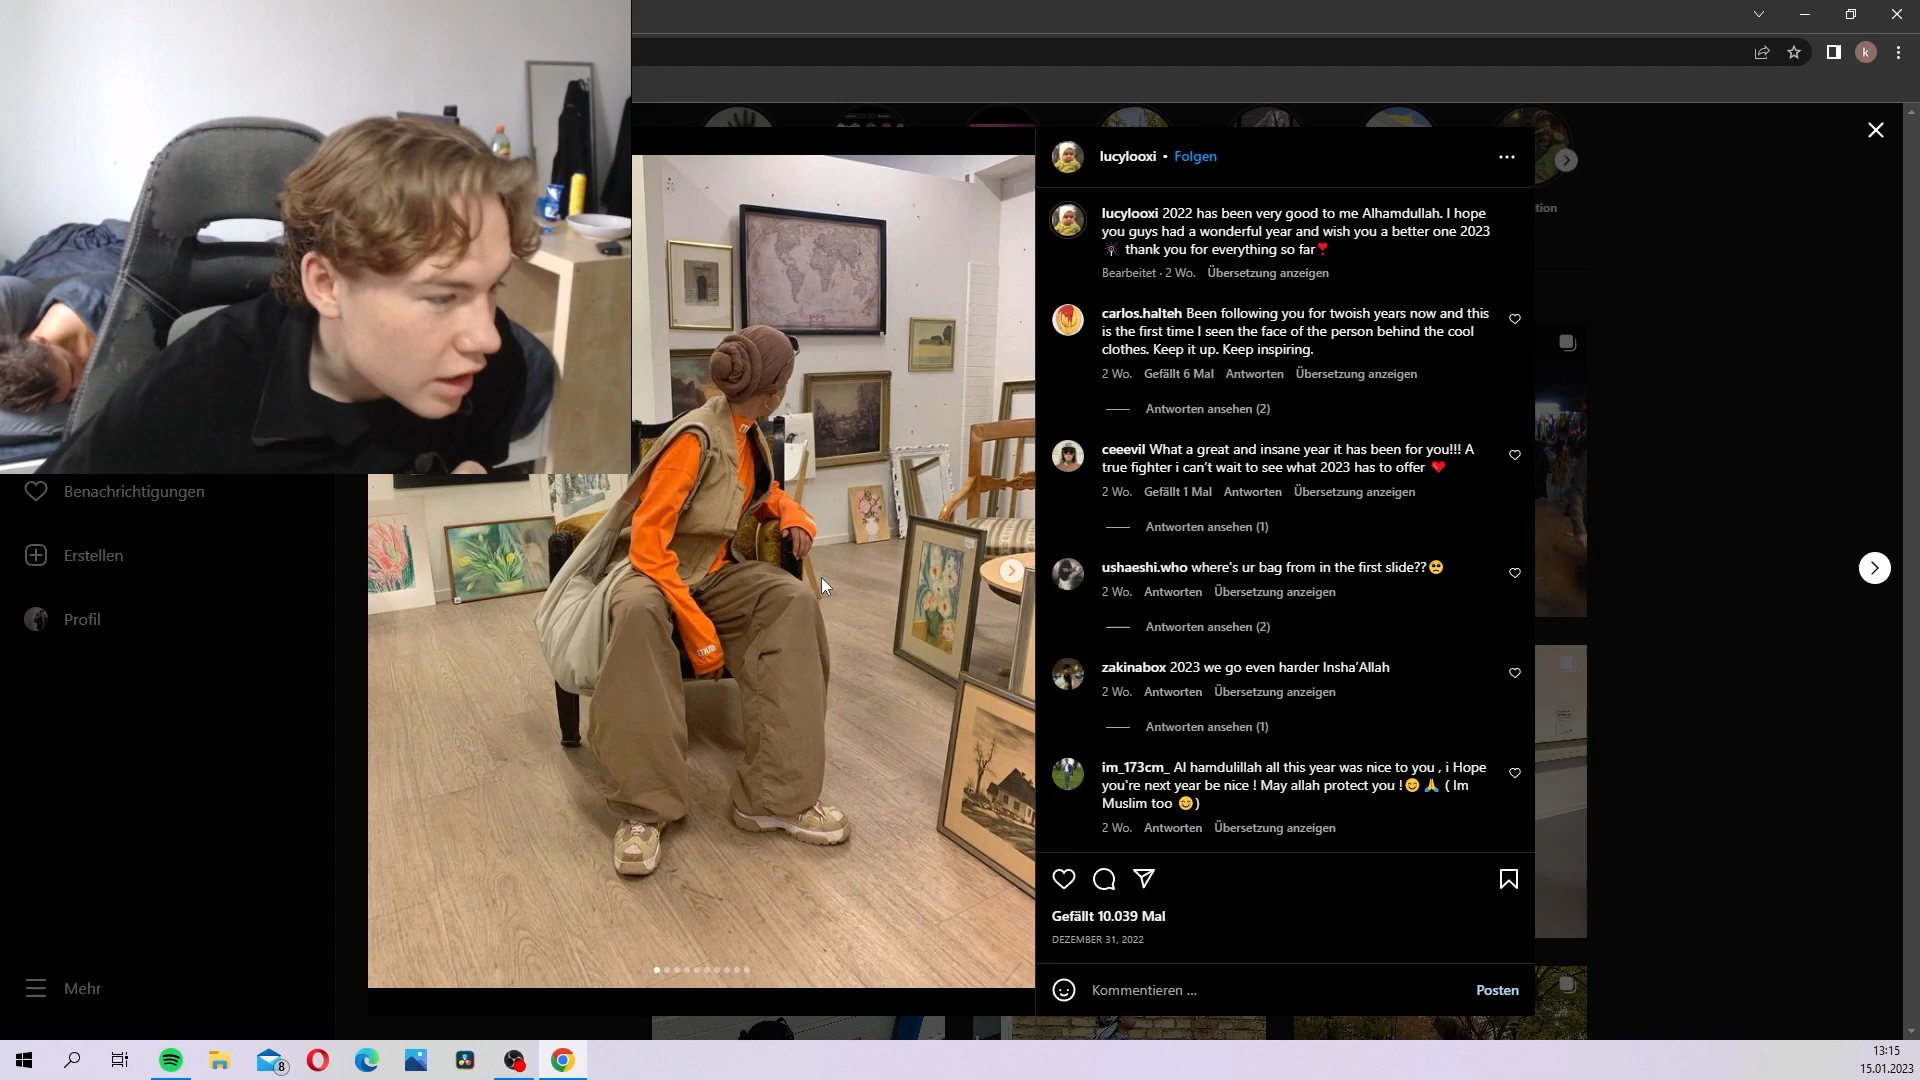 k
tion
Benachrichtigungen
Erstellen
Profil
Mehr
lucylooxi • Folgen
lucylooxi 2022 has been very good to me Alhamdullah. I hope
you guys had a wonderful year and wish you a better one 2023
🎇 thank you for everything so far❣️
Bearbeitet · 2 Wo. Übersetzung anzeigen
carlos.halteh Been following you for twoish years now and this
is the first time I seen the face of the person behind the cool
clothes. Keep it up. Keep inspiring.
2 Wo. Gefällt 6 Mal Antworten Übersetzung anzeigen
Antworten ansehen (2)
ceeevil What a great and insane year it has been for you!!! A
true fighter i can't wait to see what 2023 has to offer ❤️
2 Wo. Gefällt 1 Mal Antworten Übersetzung anzeigen
Antworten ansehen (1)
ushaeshi.who where's ur bag from in the first slide??🥹
2 Wo. Antworten Übersetzung anzeigen
Antworten ansehen (2)
zakinabox 2023 we go even harder Insha'Allah
2 Wo. Antworten Übersetzung anzeigen
Antworten ansehen (1)
im_173cm_ Al hamdulillah all this year was nice to you , i Hope
you're next year be nice ! May allah protect you !😊 🙏 ( Im
Muslim too 😊)
2 Wo. Antworten Übersetzung anzeigen
Gefällt 10.039 Mal
DEZEMBER 31, 2022
Kommentieren ...
Posten
8
13:15
15.01.2023